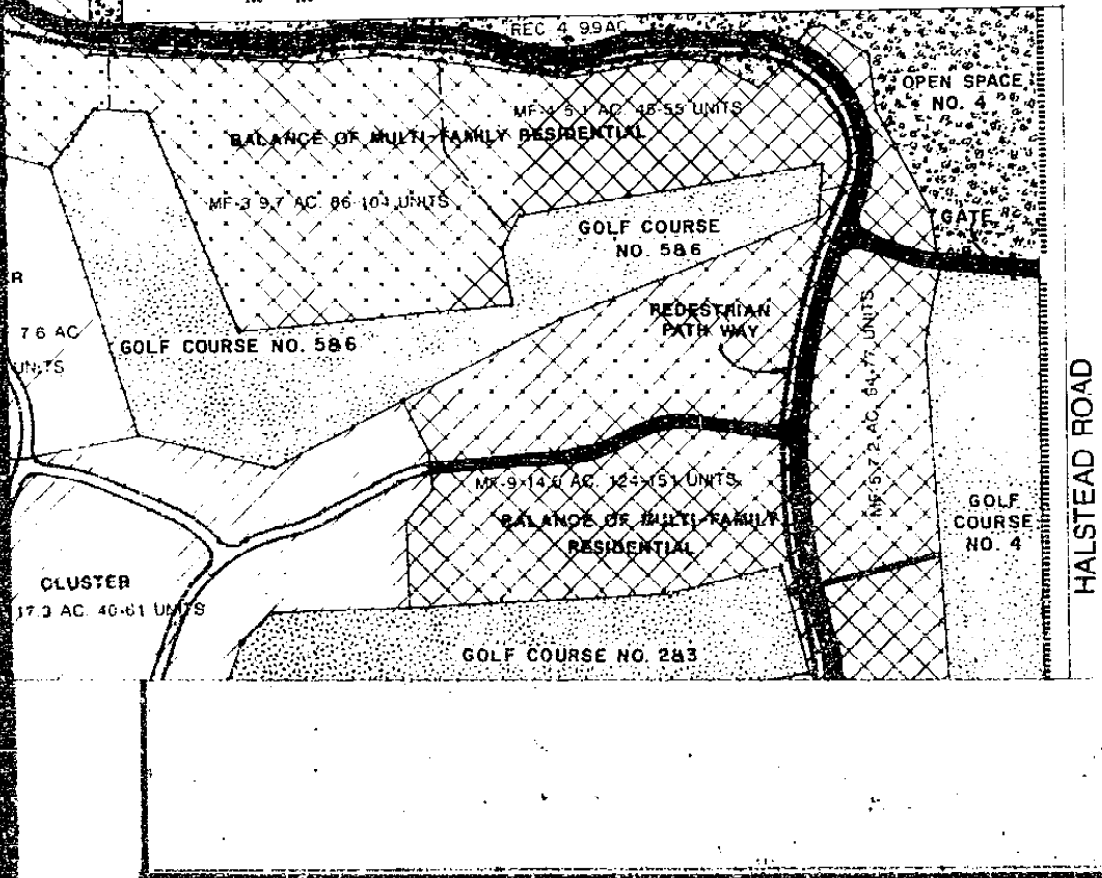 REC 4 .99AC
OPEN SPACE
NO. 4
MF-4 5.1 AC. 45-55 UNITS
BALANCE OF MULTI-FAMILY RESIDENTIAL
MF-3 9.7 AC. 86-104 UNITS
GOLF COURSE
NO. 5&6
GATE
R
PEDESTRIAN
PATH WAY
7.6 AC
UNITS
GOLF COURSE NO. 5&6
MF-5 7.2 AC. 64-77 UNITS
HALSTEAD ROAD
MF-9-14.0 AC. 124-151 UNITS
BALANCE OF MULTI-FAMILY
RESIDENTIAL
GOLF
COURSE
NO. 4
CLUSTER
17.3 AC. 40-61 UNITS
GOLF COURSE NO. 2&3